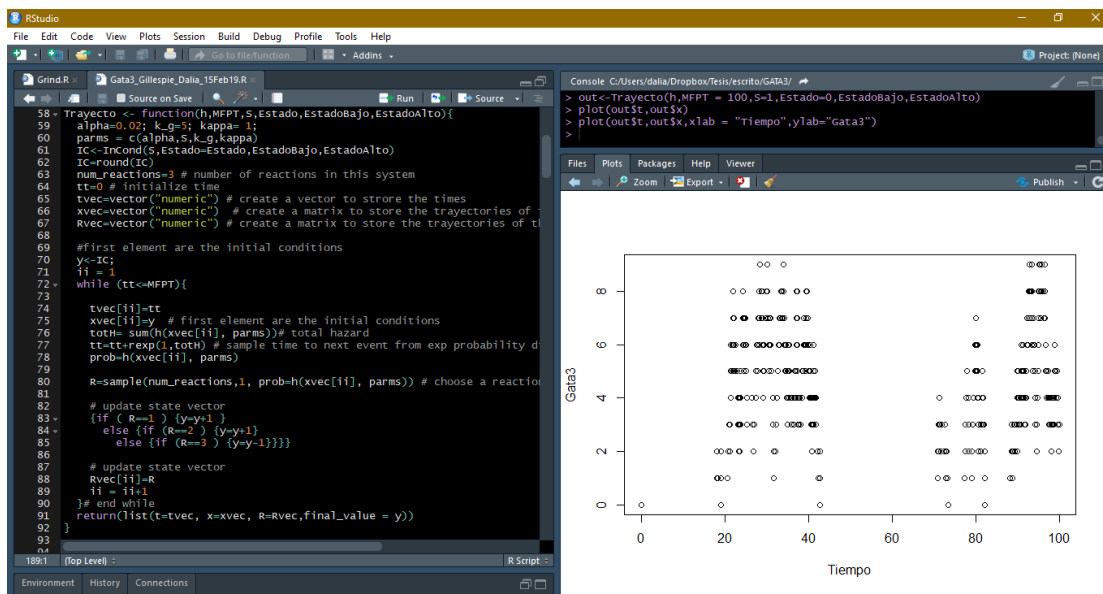 RStudio
File Edit Code View Plots Session Build Debug Profile Tools Help
Go to file/function Addins Project: (None)
Grind.R Gata3_Gillespie_Dalia_15Feb19.R
Source on Save Run Source
58 Trayecto <- function(h,MFPT,S,Estado,EstadoBajo,EstadoAlto){
59 alpha=0.02; k_g=5; kappa= 1;
60 parms = c(alpha,S,k_g,kappa)
61 IC<-InCond(S,Estado=Estado,EstadoBajo,EstadoAlto)
62 IC=round(IC)
63 num_reactions=3 # number of reactions in this system
64 tt=0 # initialize time
65 tvec=vector("numeric") # create a vector to strore the times
66 xvec=vector("numeric") # create a matrix to store the trayectories of
67 Rvec=vector("numeric") # create a matrix to store the trayectories of th
68
69 #first element are the initial conditions
70 y<-IC;
71 ii = 1
72 while (tt<=MFPT){
73
74 tvec[ii]=tt
75 xvec[ii]=y # first element are the initial conditions
76 totH= sum(h(xvec[ii], parms))# total hazard
77 tt=tt+rexp(1,totH) # sample time to next event from exp probability d
78 prob=h(xvec[ii], parms)
79
80 R=sample(num_reactions,1, prob=h(xvec[ii], parms)) # choose a reaction
81
82 # update state vector
83 {if ( R==1 ) {y=y+1 }
84 else {if (R==2 ) {y=y+1}
85 else {if (R==3 ) {y=y-1}}}}
86
87 # update state vector
88 Rvec[ii]=R
89 ii = ii+1
90 }# end while
91 return(list(t=tvec, x=xvec, R=Rvec,final_value = y))
92 }
93
94
189:1 (Top Level) R Script
Environment History Connections
Console C:/Users/dalia/Dropbox/Tesis/escrito/GATA3/
> out<-Trayecto(h,MFPT = 100,S=1,Estado=0,EstadoBajo,EstadoAlto)
> plot(out$t,out$x)
> plot(out$t,out$x,xlab = "Tiempo",ylab="Gata3")
>
Files Plots Packages Help Viewer
Zoom Export Publish
Gata3
8
6
4
2
0
0 20 40 60 80 100
Tiempo